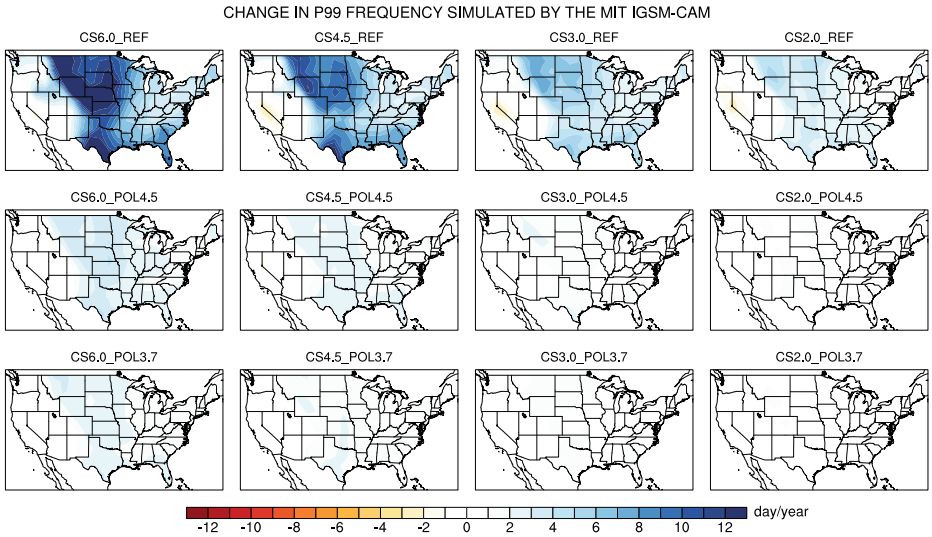 CHANGE IN P99 FREQUENCY SIMULATED BY THE MIT IGSM-CAM
CS6.0_REF CS4.5_REF CS3.0_REF CS2.0_REF
CS6.0_POL4.5 CS4.5_POL4.5 CS3.0_POL4.5 CS2.0_POL4.5
CS6.0_POL3.7 CS4.5_POL3.7 CS3.0_POL3.7 CS2.0_POL3.7
day/year
-12 -10 -8 -6 -4 -2 0 2 4 6 8 10 12